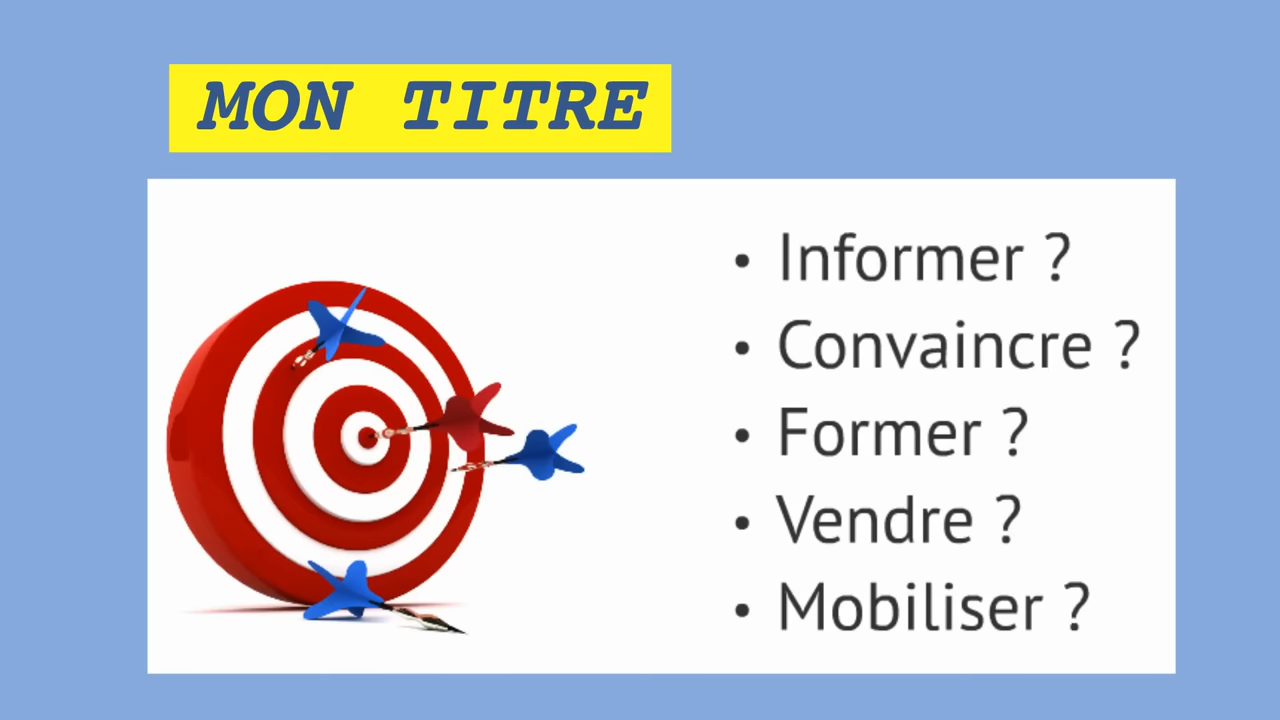 MON TITRE
• Informer ?
• Convaincre ?
• Former ?
• Vendre ?
• Mobiliser ?